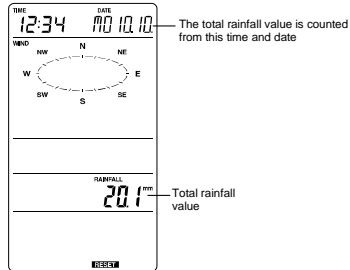 TIME DATE
12:34 MO 10.10.
The total rainfall value is counted
from this time and date
WIND
N
NW NE
W E
SW SE
S
RAINFALL
20.1 mm
Total rainfall
value
RESET